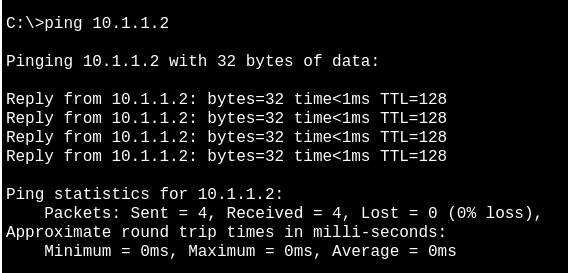 C:\>ping 10.1.1.2
Pinging 10.1.1.2 with 32 bytes of data:
Reply from 10.1.1.2: bytes=32 time<1ms TTL=128
Reply from 10.1.1.2: bytes=32 time<1ms TTL=128
Reply from 10.1.1.2: bytes=32 time<1ms TTL=128
Reply from 10.1.1.2: bytes=32 time<1ms TTL=128
Ping statistics for 10.1.1.2:
    Packets: Sent = 4, Received = 4, Lost = 0 (0% loss),
Approximate round trip times in milli-seconds:
    Minimum = 0ms, Maximum = 0ms, Average = 0ms